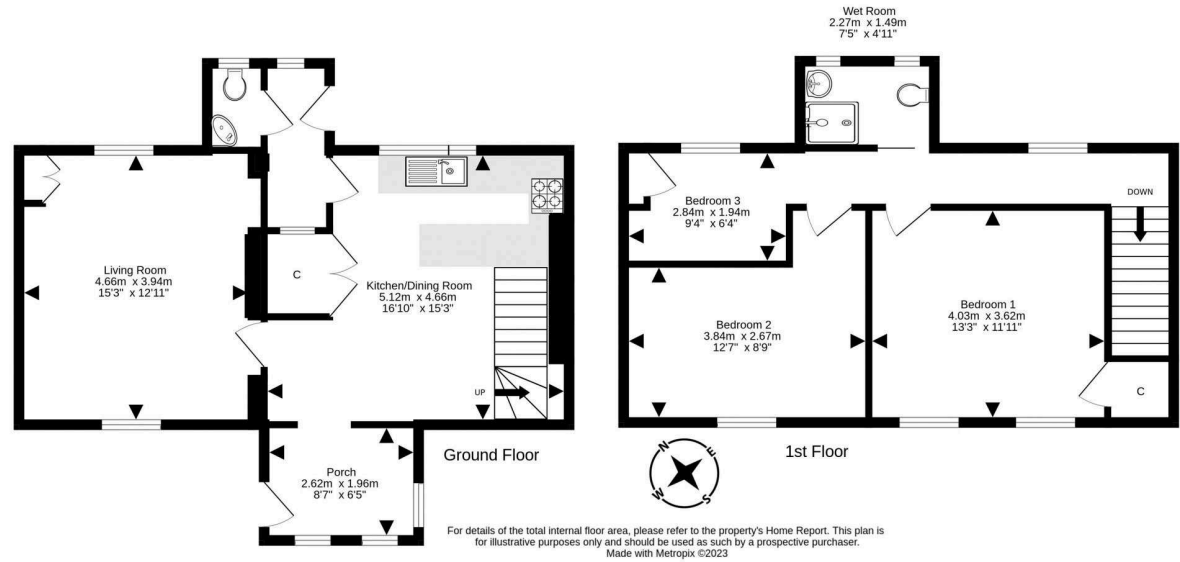 Wet Room
2.27m x 1.49m
7'5" x 4'11"
Living Room
4.66m x 3.94m
15'3" x 12'11"
C
Kitchen/Dining Room
5.12m x 4.66m
16'10" x 15'3"
UP
Porch
2.62m x 1.96m
8'7" x 6'5"
Ground Floor
Bedroom 3
2.84m x 1.94m
9'4" x 6'4"
DOWN
Bedroom 2
3.84m x 2.67m
12'7" x 8'9"
Bedroom 1
4.03m x 3.62m
13'3" x 11'11"
C
1st Floor
N
E
S
W
For details of the total internal floor area, please refer to the property's Home Report. This plan is
for illustrative purposes only and should be used as such by a prospective purchaser.
Made with Metropix ©2023